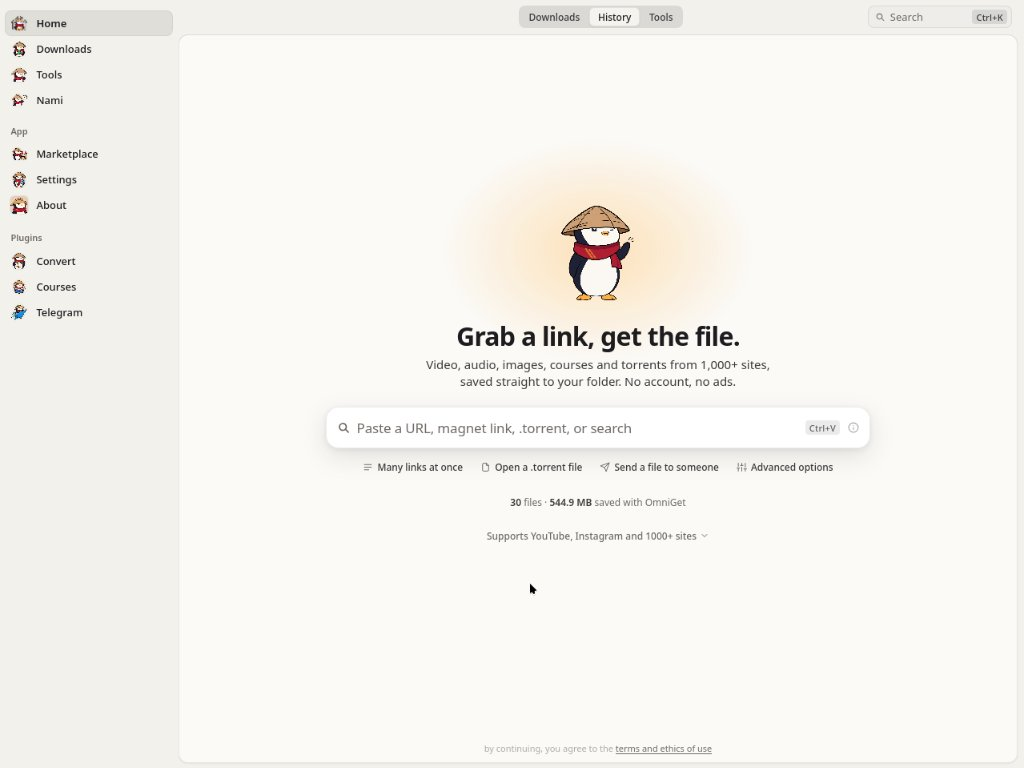 Home
Downloads
Tools
Nami
App
Marketplace
Settings
About
Plugins
Convert
Courses
Telegram
Downloads History Tools
Search Ctrl+K
Grab a link, get the file.
Video, audio, images, courses and torrents from 1,000+ sites,
saved straight to your folder. No account, no ads.
Paste a URL, magnet link, .torrent, or search Ctrl+V
Many links at once Open a .torrent file Send a file to someone Advanced options
30 files · 544.9 MB saved with OmniGet
Supports YouTube, Instagram and 1000+ sites
by continuing, you agree to the terms and ethics of use